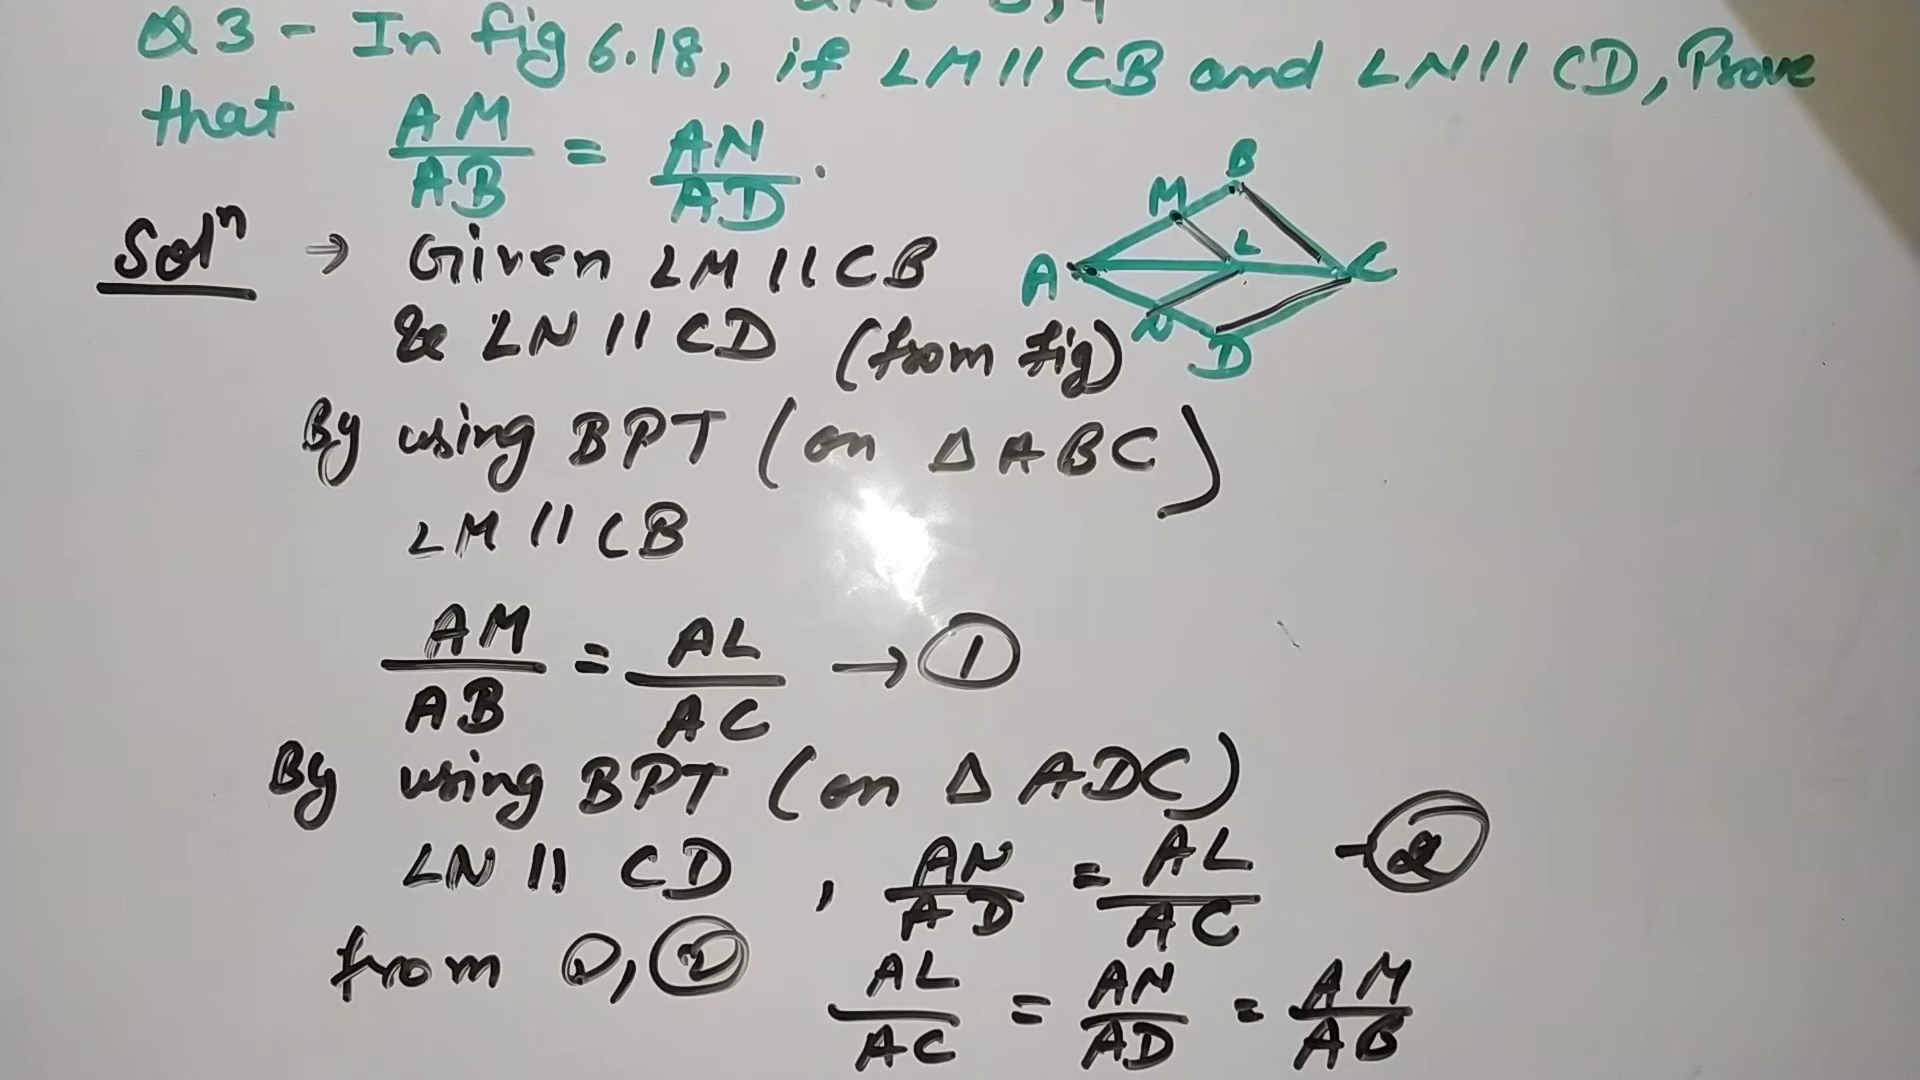 Q3 - In fig 6.18, if LM || CB and LN || CD, Prove
that AM/AB = AN/AD.
B
M
L
A
C
N
D
Solⁿ → Given LM || CB
& LN || CD (from fig)
By using BPT (on Δ ABC)
LM || CB
AM/AB = AL/AC → ①
By using BPT (on Δ ADC)
LN || CD , AN/AD = AL/AC - ②
from ①, ②
AL/AC = AN/AD = AM/AB